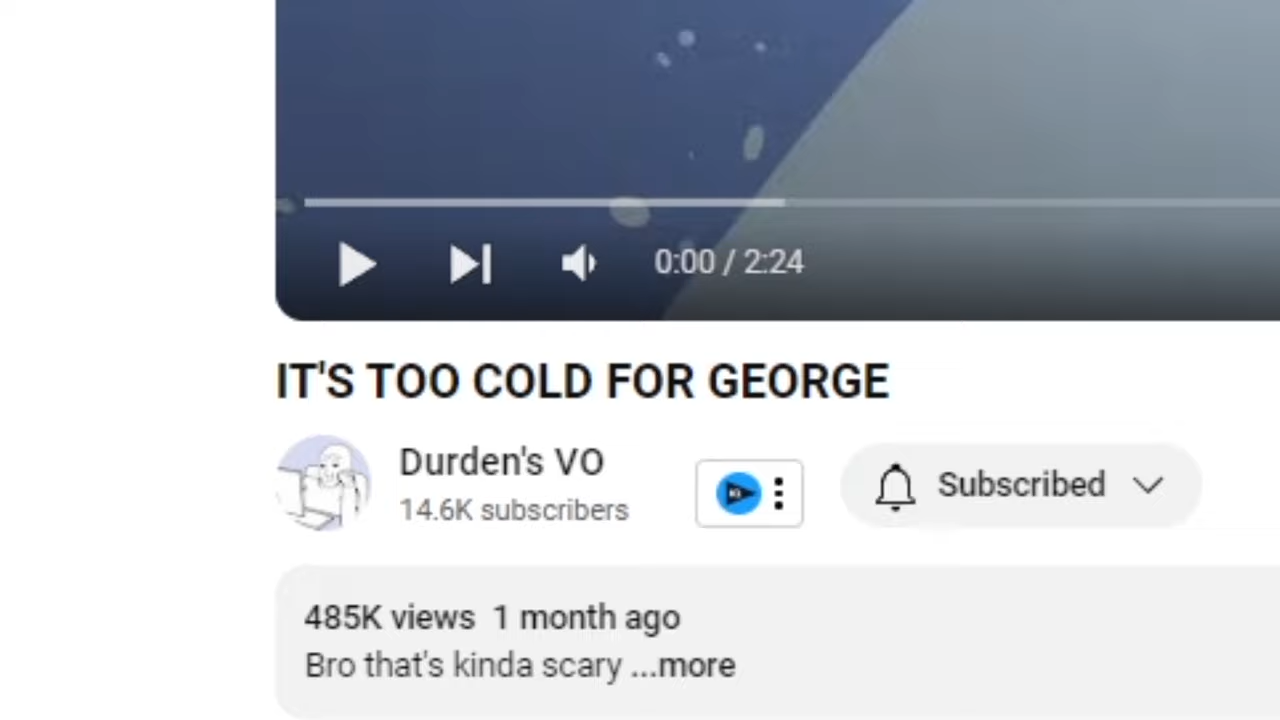 0:00 / 2:24
IT'S TOO COLD FOR GEORGE
Durden's VO
14.6K subscribers
Subscribed
485K views 1 month ago
Bro that's kinda scary ...more